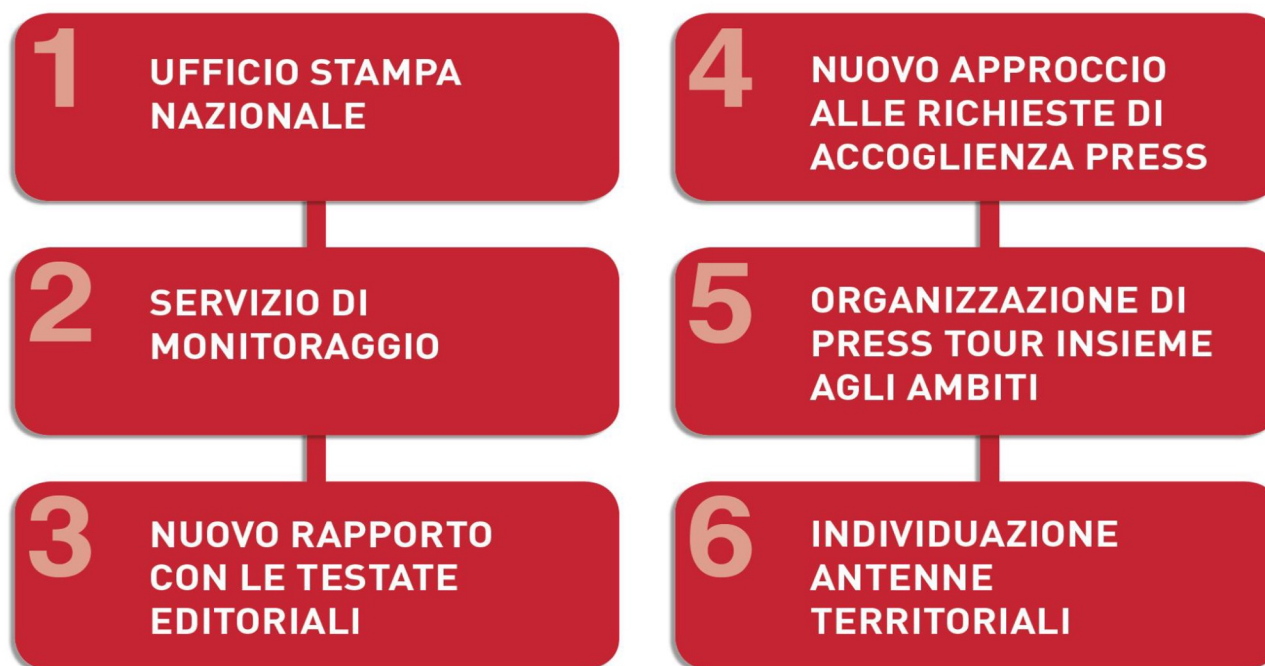 1
UFFICIO STAMPA
NAZIONALE
2
SERVIZIO DI
MONITORAGGIO
3
NUOVO RAPPORTO
CON LE TESTATE
EDITORIALI
4
NUOVO APPROCCIO
ALLE RICHIESTE DI
ACCOGLIENZA PRESS
5
ORGANIZZAZIONE DI
PRESS TOUR INSIEME
AGLI AMBITI
6
INDIVIDUAZIONE
ANTENNE
TERRITORIALI